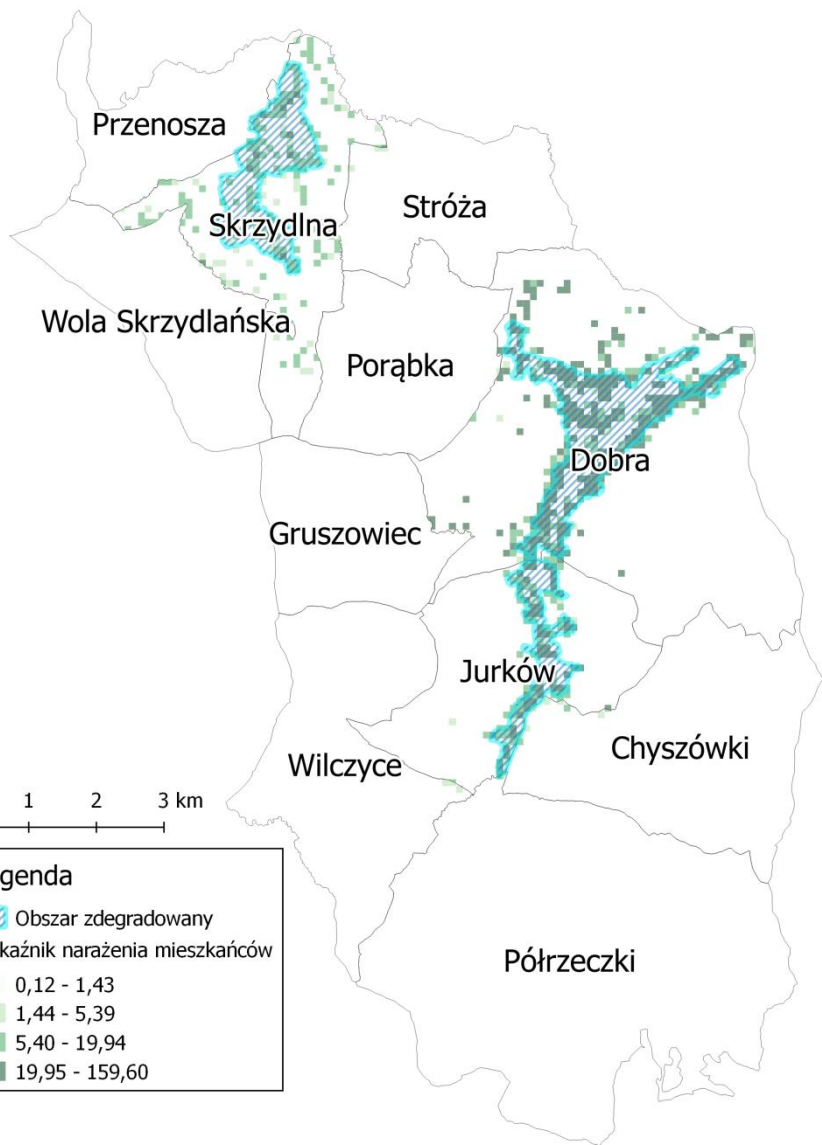 Przenosza
Skrzydlna
Stróża
Wola Skrzydlańska
Porąbka
Dobra
Gruszowiec
Jurków
Chyszówki
Wilczyce
1 2 3 km
genda
Obszar zdegradowany
kaźnik narażenia mieszkańców
0,12 - 1,43
1,44 - 5,39
5,40 - 19,94
19,95 - 159,60
Półrzeczki